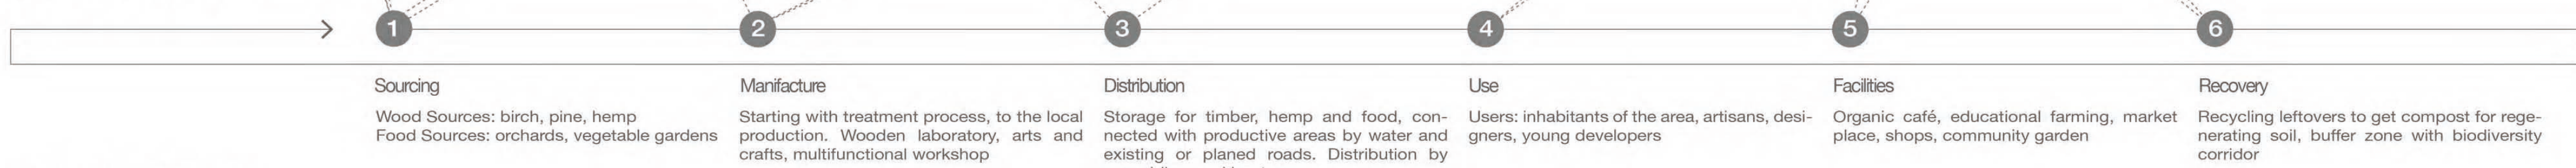 1 2 3 4 5 6
Sourcing
Wood Sources: birch, pine, hemp
Food Sources: orchards, vegetable gardens
Manifacture
Starting with treatment process, to the local
production. Wooden laboratory, arts and
crafts, multifunctional workshop
Distribution
Storage for timber, hemp and food, con-
nected with productive areas by water and
existing or planed roads. Distribution by
Use
Users: inhabitants of the area, artisans, desi-
gners, young developers
Facilities
Organic café, educational farming, market
place, shops, community garden
Recovery
Recycling leftovers to get compost for rege-
nerating soil, buffer zone with biodiversity
corridor